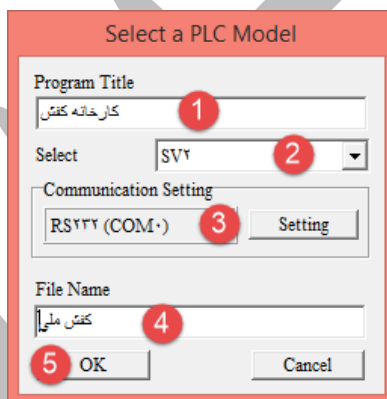 Select a PLC Model
Program Title
کارخانه کفش 1
Select SV۲ 2
Communication Setting
RS۲۳۲ (COM۰) 3 Setting
File Name
کفش ملی 4
5 OK Cancel